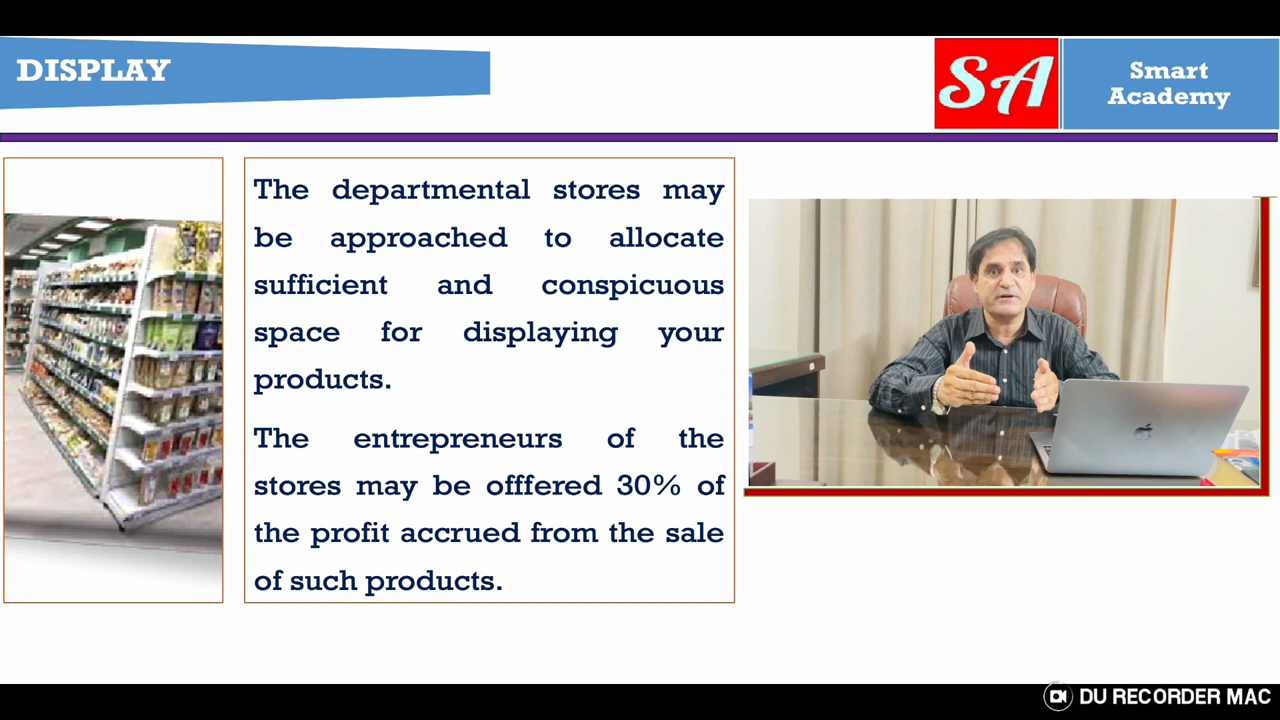 DISPLAY
SA
Smart
Academy
The departmental stores may
be approached to allocate
sufficient and conspicuous
space for displaying your
products.
The entrepreneurs of the
stores may be offfered 30% of
the profit accrued from the sale
of such products.
DU RECORDER MAC